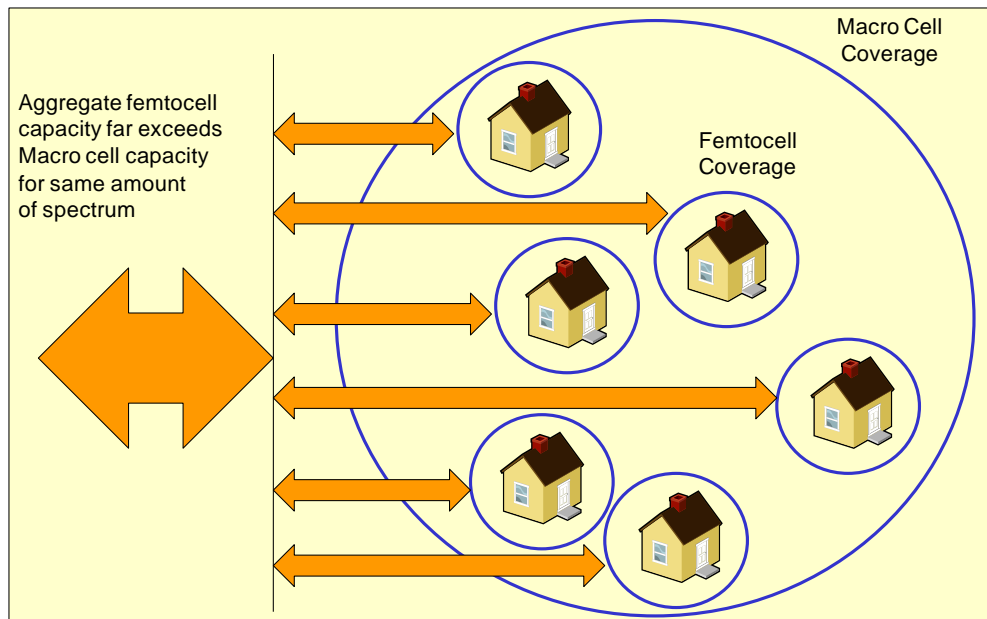 Macro Cell
Coverage
Aggregate femtocell
capacity far exceeds
Macro cell capacity
for same amount
of spectrum
Femtocell
Coverage